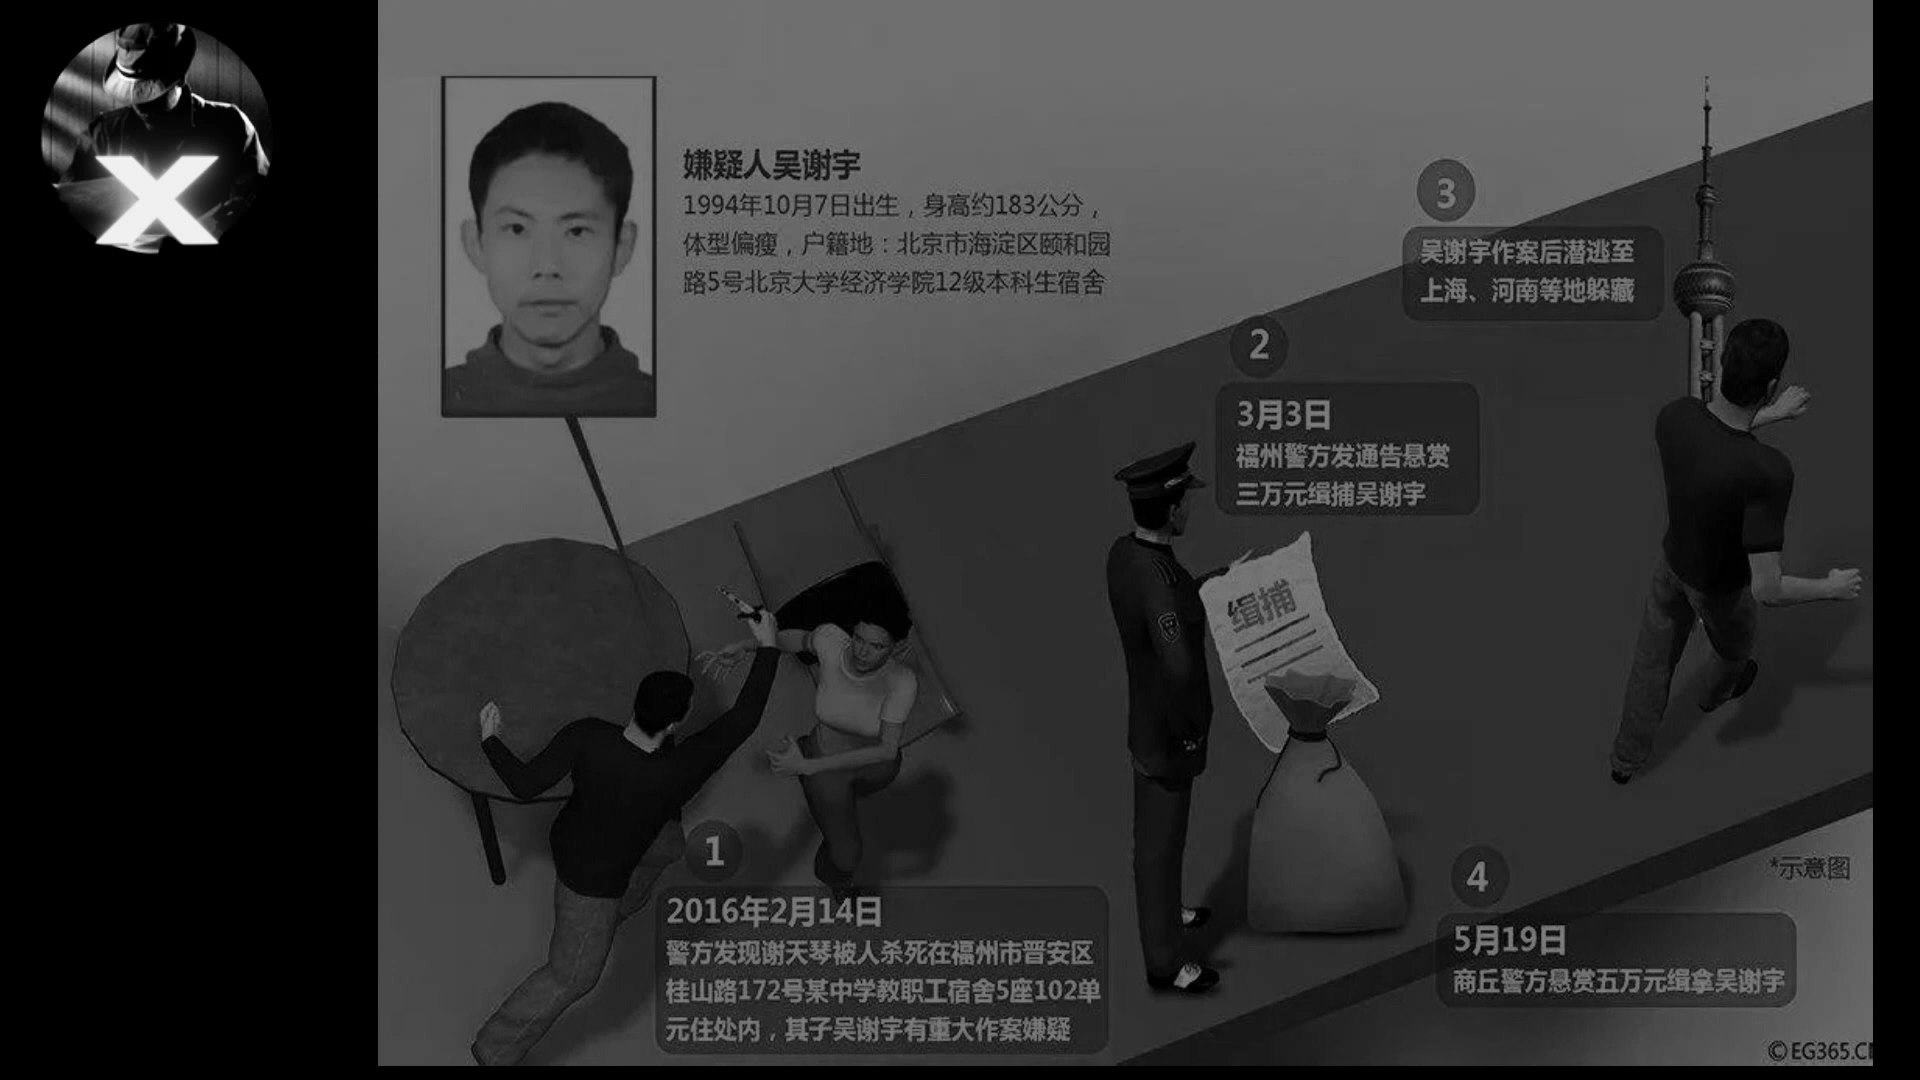 X
嫌疑人吴谢宇
1994年10月7日出生，身高约183公分，
体型偏瘦，户籍地：北京市海淀区颐和园
路5号北京大学经济学院12级本科生宿舍
3
吴谢宇作案后潜逃至
上海、河南等地躲藏
2
3月3日
福州警方发通告悬赏
三万元缉捕吴谢宇
缉捕
1
2016年2月14日
警方发现谢天琴被人杀死在福州市晋安区
桂山路172号某中学教职工宿舍5座102单
元住处内，其子吴谢宇有重大作案嫌疑
*示意图
4
5月19日
商丘警方悬赏五万元缉拿吴谢宇
©EG365.C